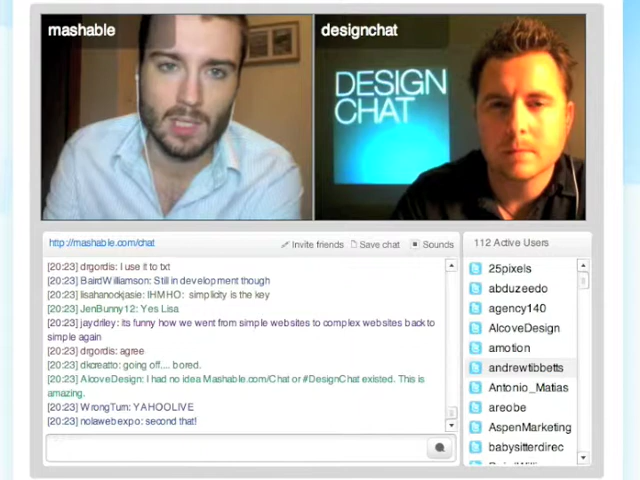 mashable
designchat
DESIGN
CHAT
http://mashable.com/chat
Invite friends
Save chat
Sounds
112 Active Users
[20:23] drgordis: I use it to txt
[20:23] BairdWilliamson: Still in development though
[20:23] lisahanockjasie: IHMHO: simplicity is the key
[20:23] JenBunny12: Yes Lisa
[20:23] jaydriley: its funny how we went from simple websites to complex websites back to
simple again
[20:23] drgordis: agree
[20:23] dkcreatto: going off.... bored.
[20:23] AlcoveDesign: I had no idea Mashable.com/Chat or #DesignChat existed. This is
amazing.
[20:23] WrongTum: YAHOOLIVE
[20:23] nolawebexpo: second that!
25pixels
abduzeedo
agency140
AlcoveDesign
amotion
andrewtibbetts
Antonio_Matias
areobe
AspenMarketing
babysitterdirec